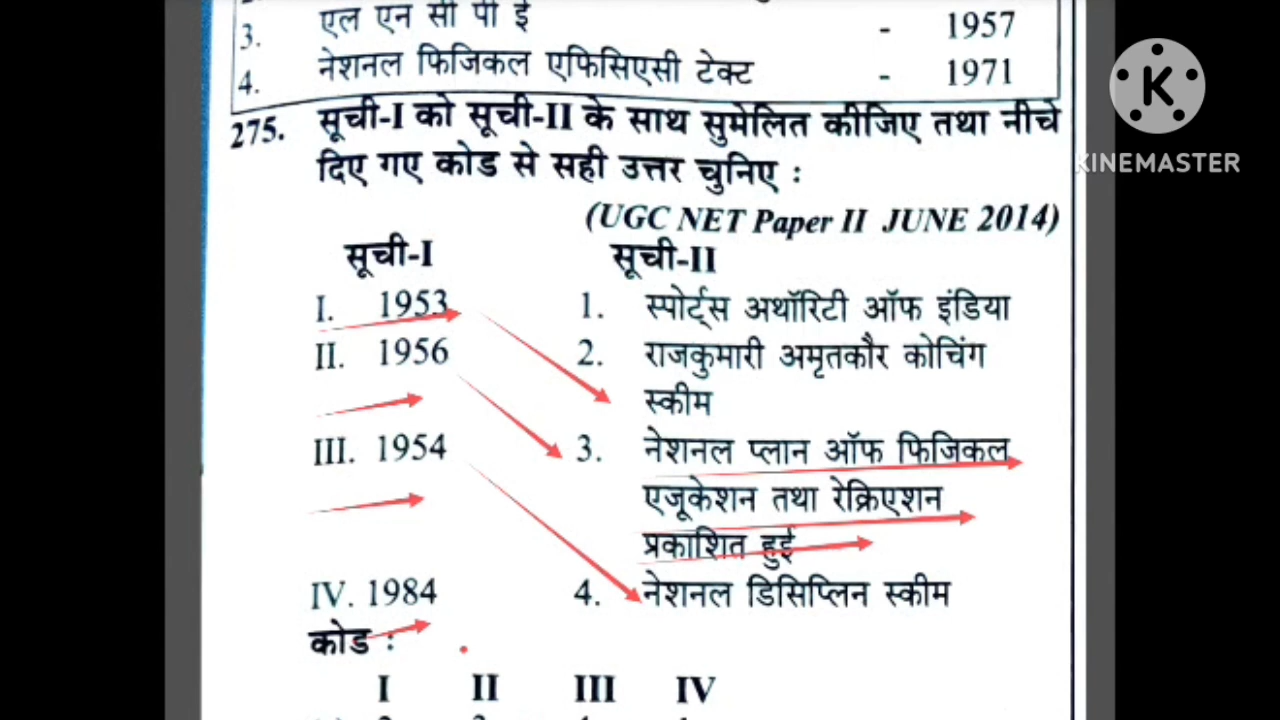 3. एल एन सी पी ई - 1957
4. नेशनल फिजिकल एफिसिएसी टेक्ट - 1971
K
KINEMASTER
275. सूची-I को सूची-II के साथ सुमेलित कीजिए तथा नीचे
दिए गए कोड से सही उत्तर चुनिए :
(UGC NET Paper II JUNE 2014)
सूची-I सूची-II
I. 1953 1. स्पोर्ट्स अथॉरिटी ऑफ इंडिया
II. 1956 2. राजकुमारी अमृतकौर कोचिंग
स्कीम
III. 1954 3. नेशनल प्लान ऑफ फिजिकल
एजूकेशन तथा रेक्रिएशन
प्रकाशित हुई
IV. 1984 4. नेशनल डिसिप्लिन स्कीम
कोड :
I II III IV